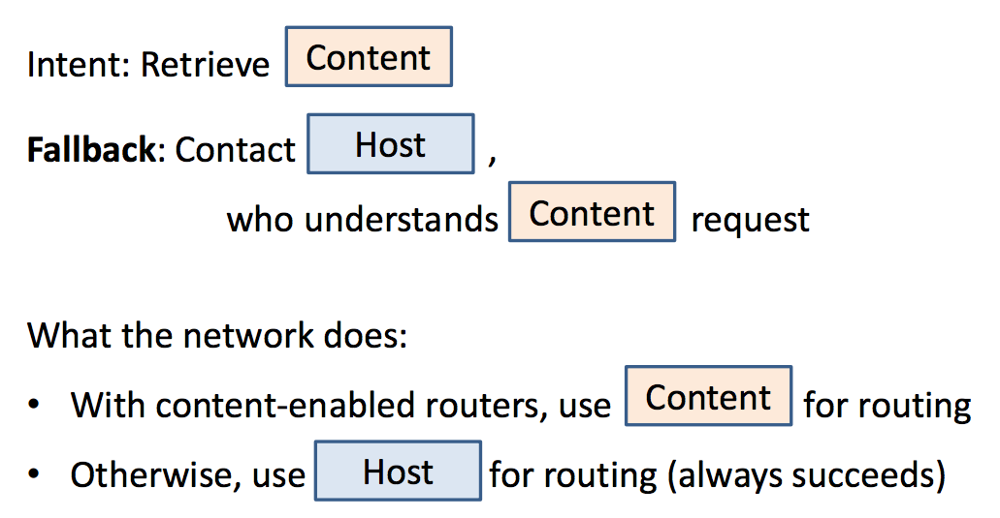 Intent: Retrieve Content
Fallback: Contact Host ,
who understands Content request
What the network does:
• With content-enabled routers, use Content for routing
• Otherwise, use Host for routing (always succeeds)